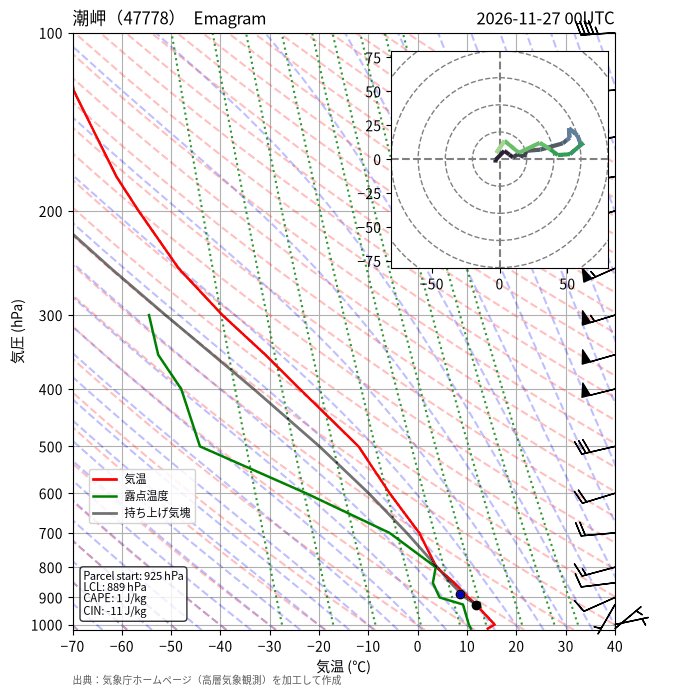 潮岬（47778） Emagram
2026-11-27 00UTC
100
200
300
400
500
600
700
800
900
1000
気圧 (hPa)
75
50
25
0
−25
−50
−75
−50
0
50
気温
露点温度
持ち上げ気塊
Parcel start: 925 hPa
LCL: 889 hPa
CAPE: 1 J/kg
CIN: -11 J/kg
−70
−60
−50
−40
−30
−20
−10
0
10
20
30
40
気温 (°C)
出典：気象庁ホームページ（高層気象観測）を加工して作成